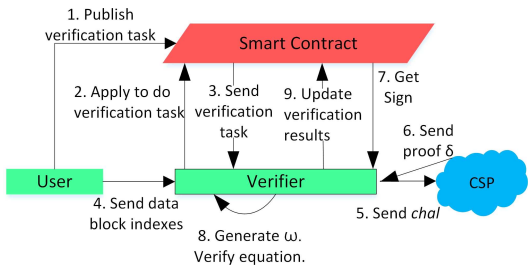 1. Publish
verification task
Smart Contract
2. Apply to do
verification task
3. Send
verification
task
9. Update
verification
results
7. Get
Sign
6. Send
proof δ
User
Verifier
CSP
4. Send data
block indexes
5. Send chal
8. Generate ω.
Verify equation.